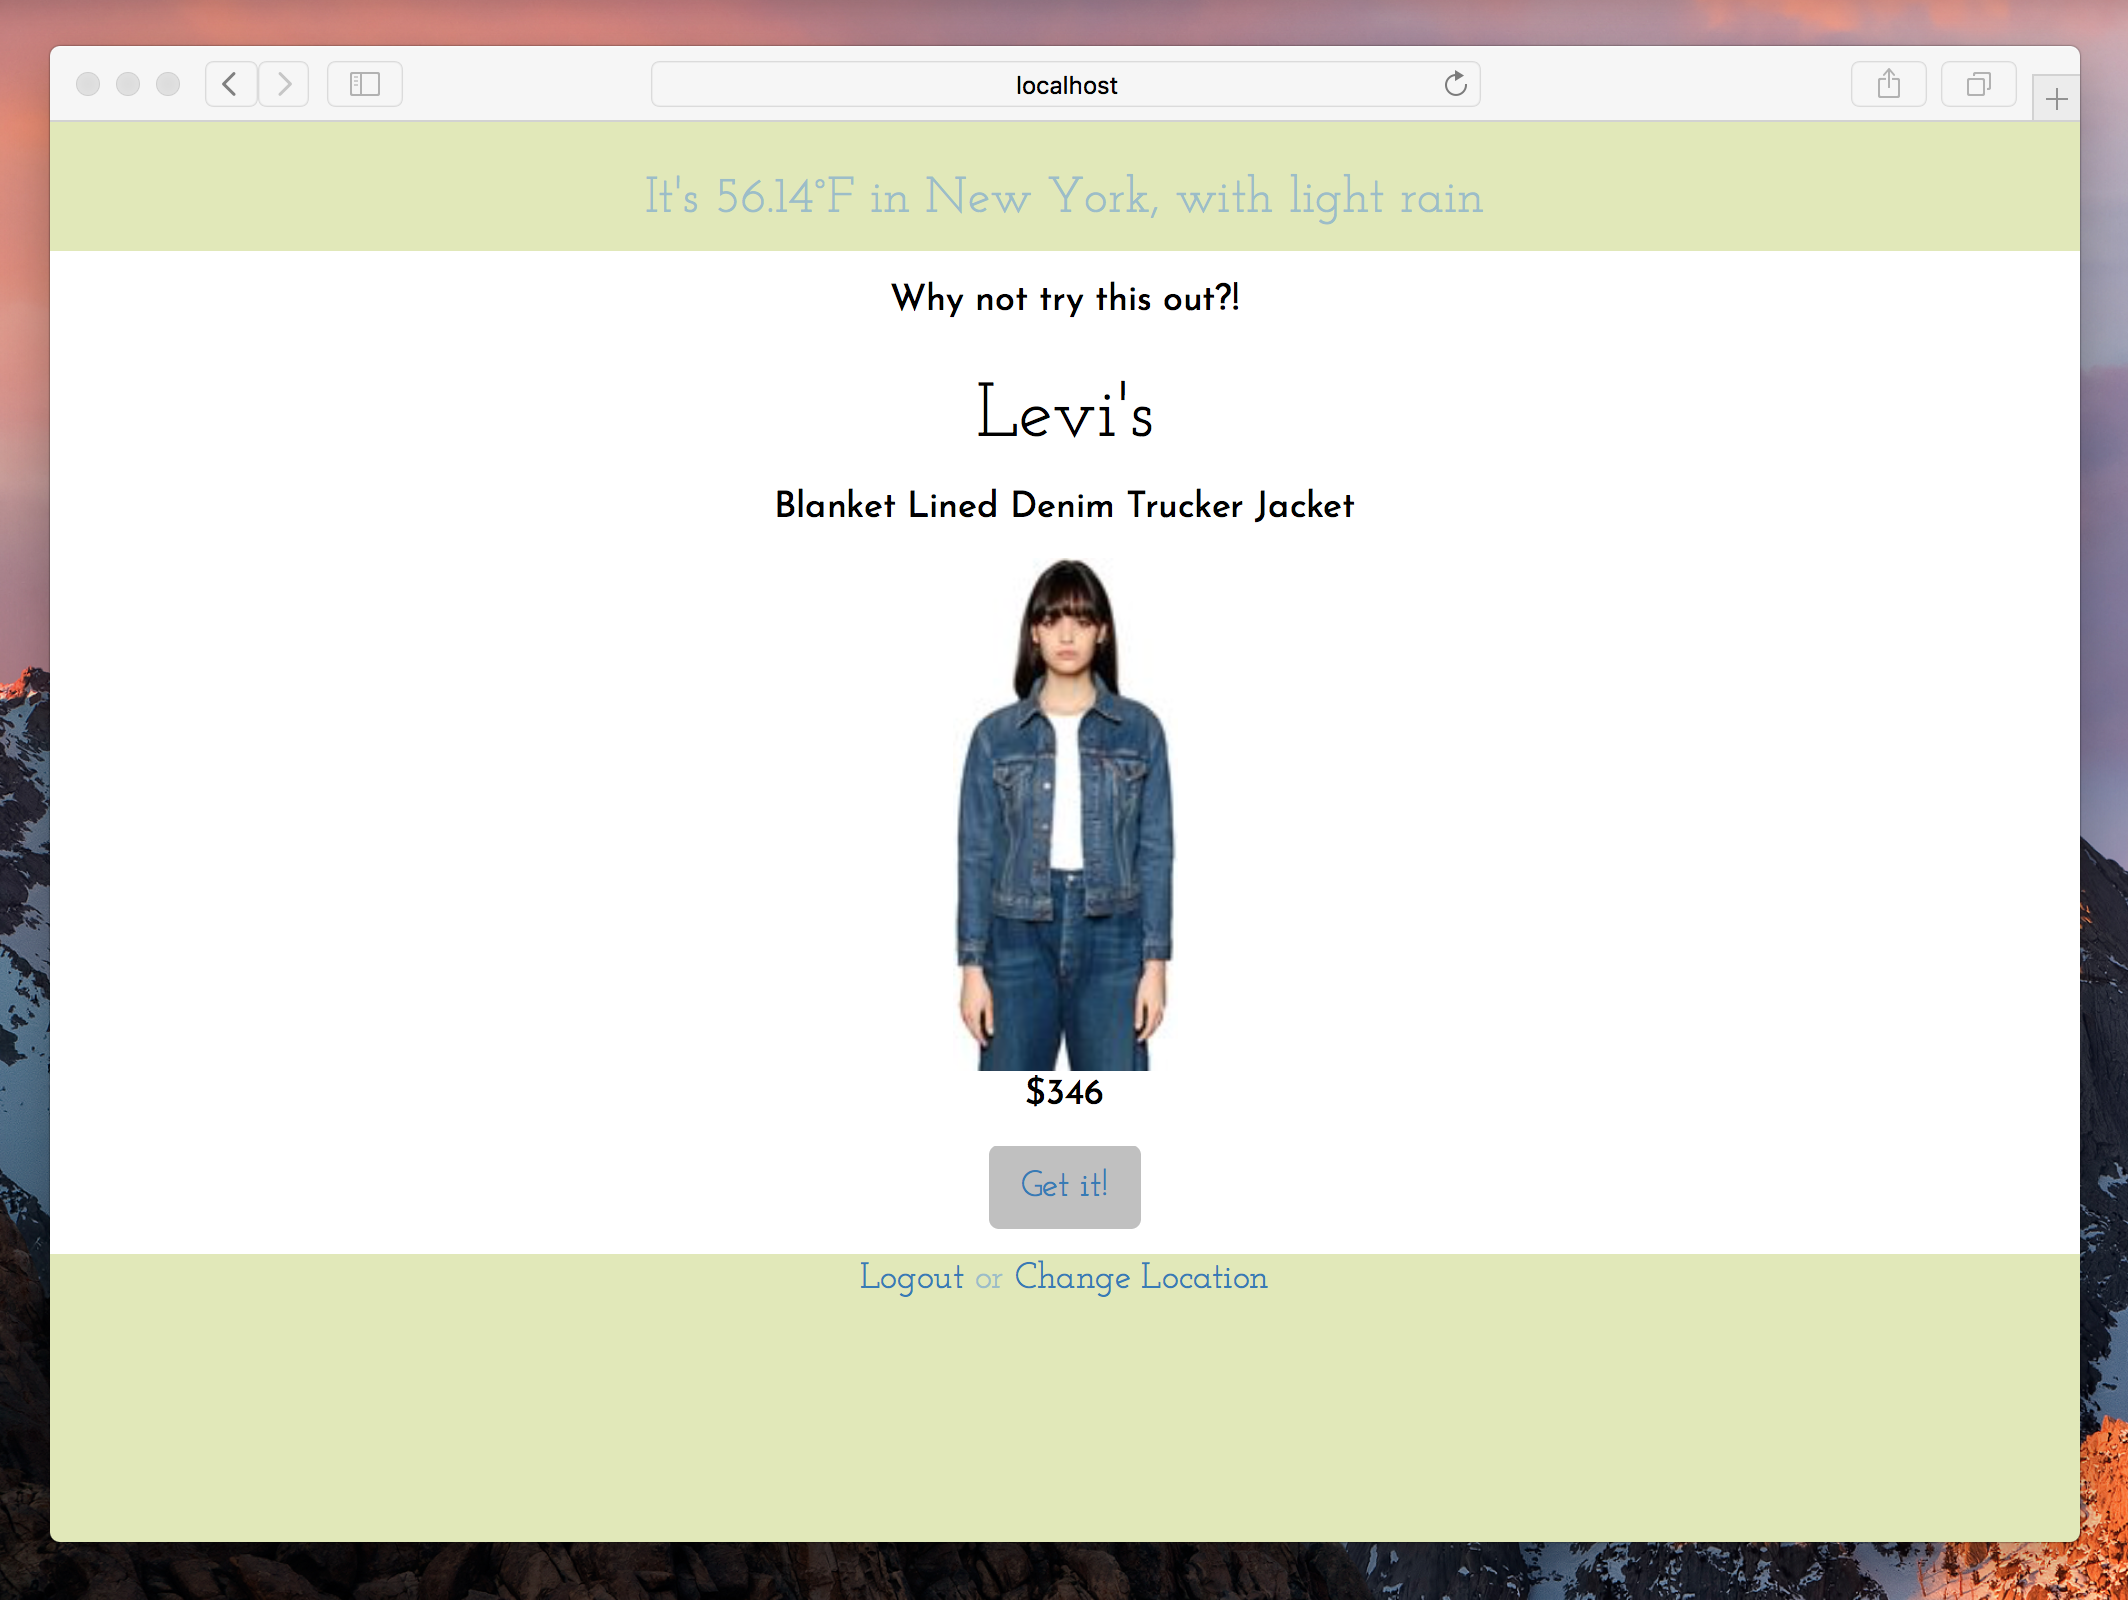 localhost
It's 56.14°F in New York, with light rain
Why not try this out?!
Levi's
Blanket Lined Denim Trucker Jacket
$346
Get it!
Logout or Change Location